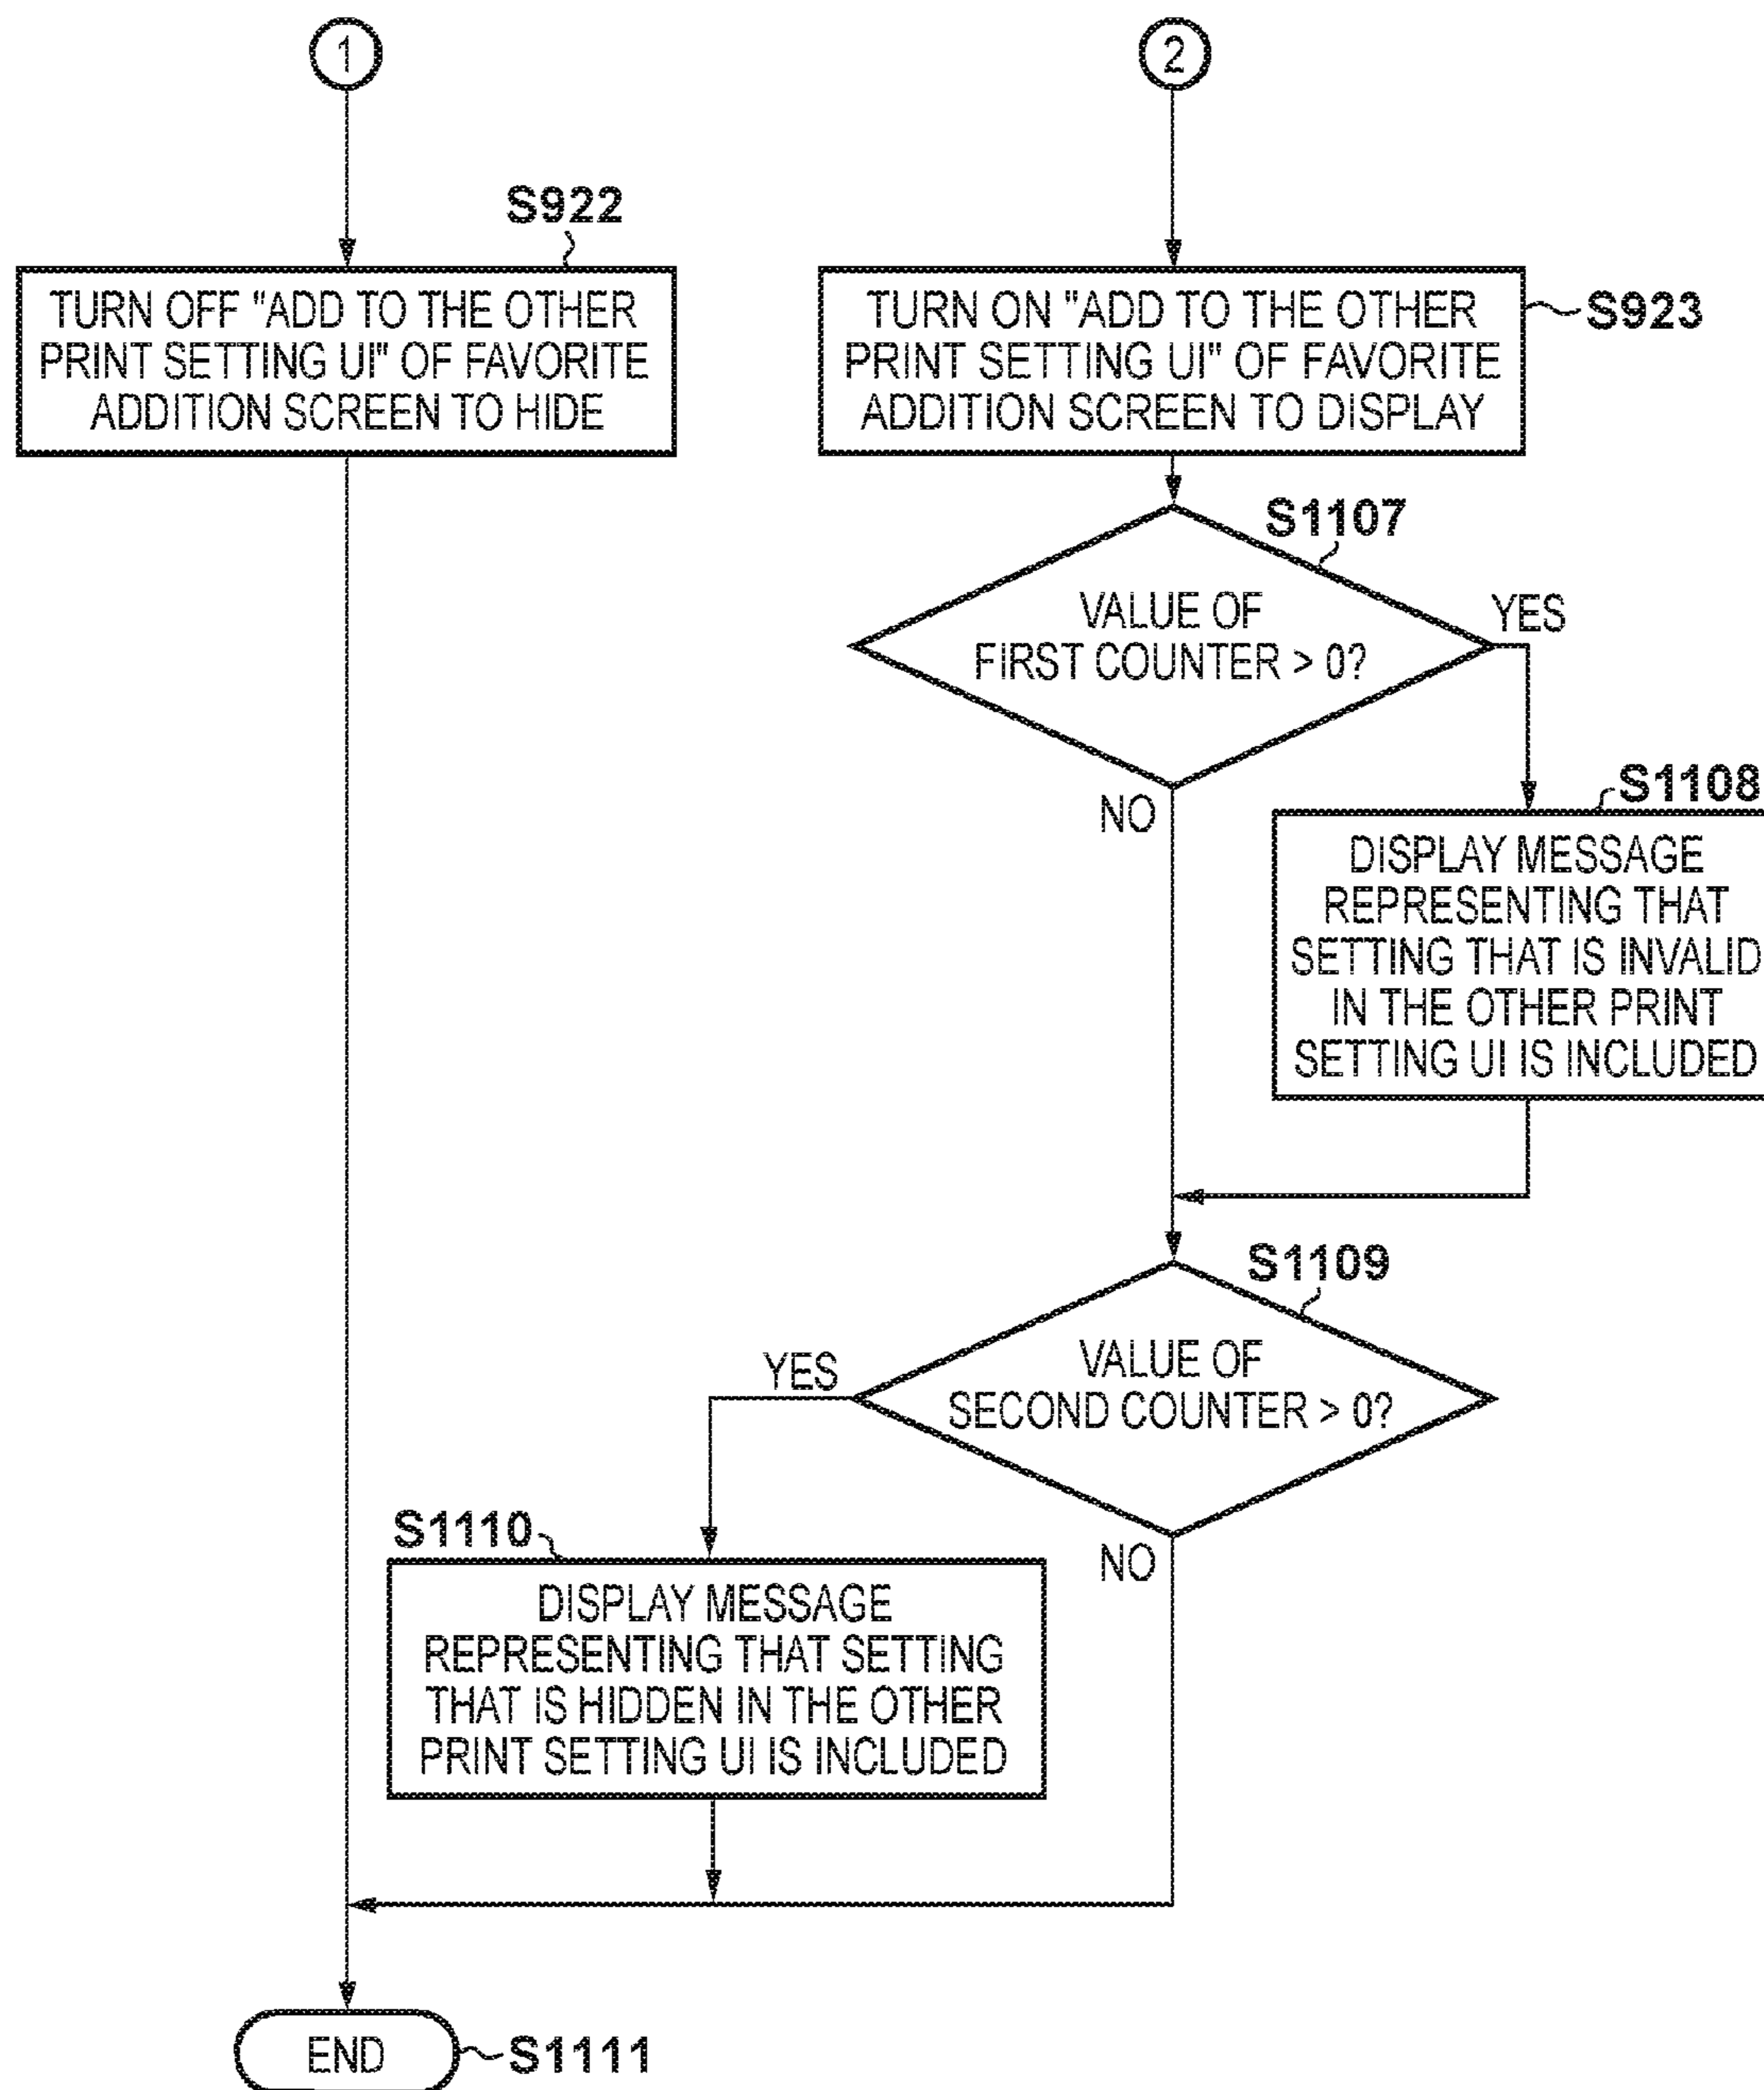 1
2
S922
TURN OFF "ADD TO THE OTHER
PRINT SETTING UI" OF FAVORITE
ADDITION SCREEN TO HIDE
TURN ON "ADD TO THE OTHER
PRINT SETTING UI" OF FAVORITE
ADDITION SCREEN TO DISPLAY
S923
S1107
VALUE OF
FIRST COUNTER > 0?
YES
NO
S1108
DISPLAY MESSAGE
REPRESENTING THAT
SETTING THAT IS INVALID
IN THE OTHER PRINT
SETTING UI IS INCLUDED
S1109
VALUE OF
SECOND COUNTER > 0?
YES
NO
S1110
DISPLAY MESSAGE
REPRESENTING THAT SETTING
THAT IS HIDDEN IN THE OTHER
PRINT SETTING UI IS INCLUDED
END
S1111